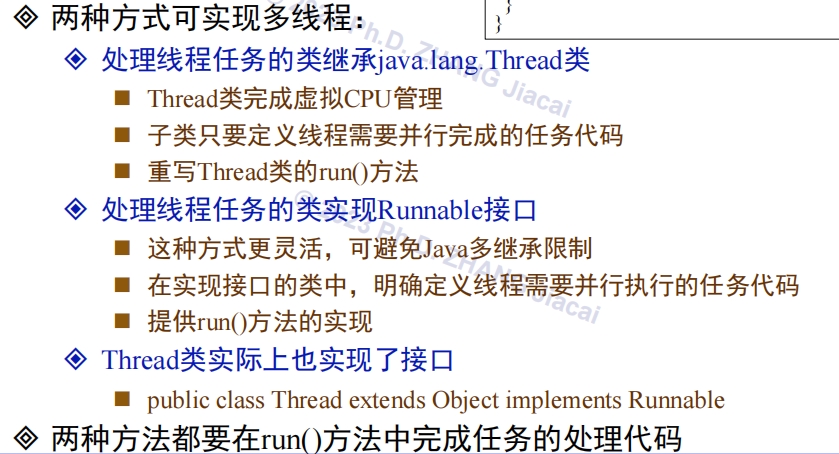 }
}
两种方式可实现多线程：
处理线程任务的类继承java.lang.Thread类
Thread类完成虚拟CPU管理
子类只要定义线程需要并行完成的任务代码
重写Thread类的run()方法
处理线程任务的类实现Runnable接口
这种方式更灵活，可避免Java多继承限制
在实现接口的类中，明确定义线程需要并行执行的任务代码
提供run()方法的实现
Thread类实际上也实现了接口
public class Thread extends Object implements Runnable
两种方法都要在run()方法中完成任务的处理代码
Ph.D. ZHANG Jiacai
© 2023 Ph.D. ZHANG Jiacai